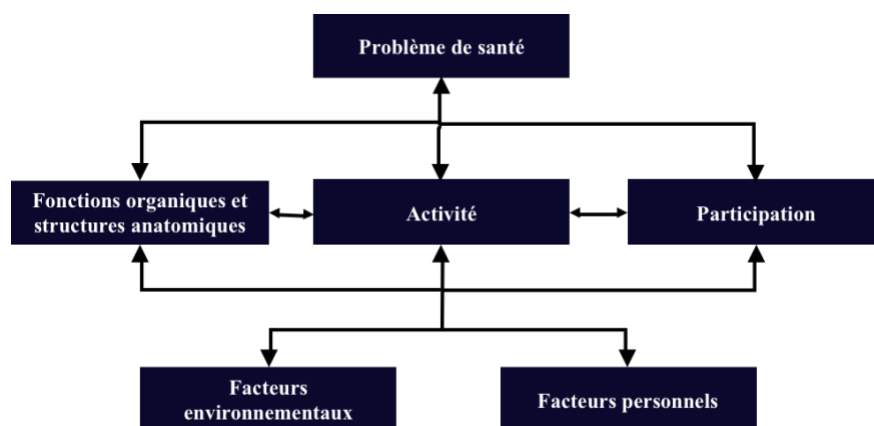 Problème de santé
Fonctions organiques et
structures anatomiques
Activité
Participation
Facteurs
environnementaux
Facteurs personnels